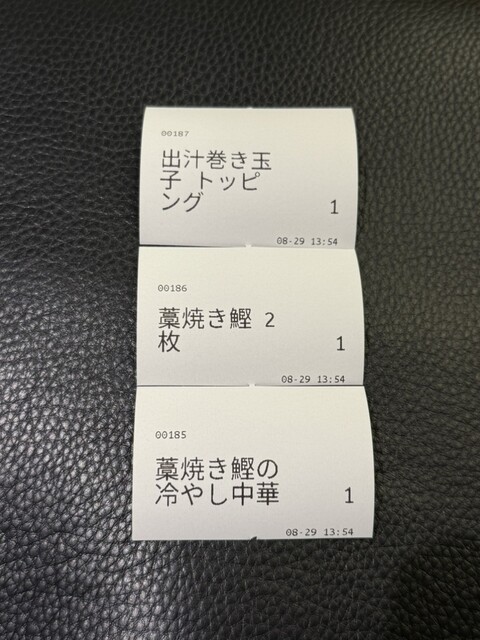 00187
出汁巻き玉
子 トッピ
ング
1
08-29 13:54
00186
藁焼き鰹 2
枚
1
08-29 13:54
00185
藁焼き鰹の
冷やし中華
1
08-29 13:54